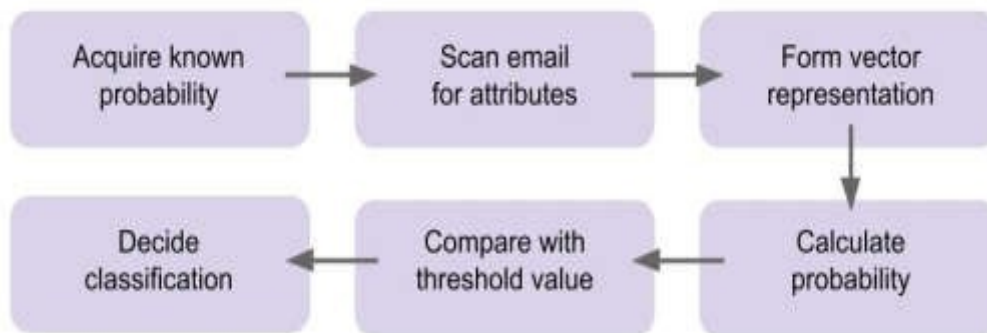 Acquire known
probability
Scan email
for attributes
Form vector
representation
Calculate
probability
Compare with
threshold value
Decide
classification